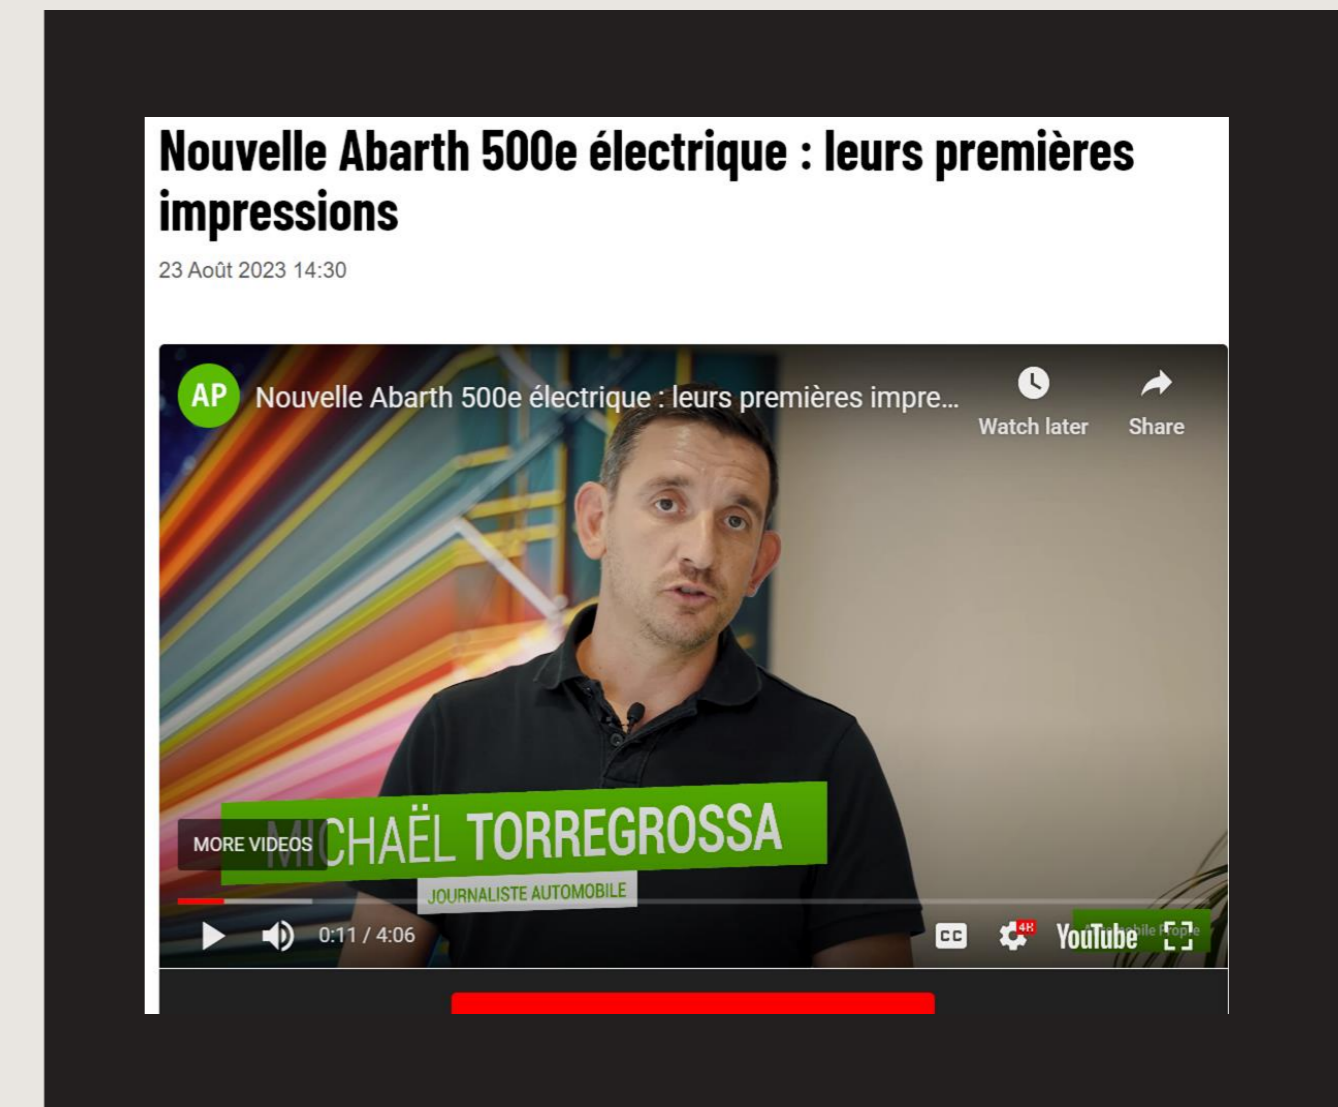 Nouvelle Abarth 500e électrique : leurs premières
impressions
23 Août 2023 14:30
AP
Nouvelle Abarth 500e électrique : leurs premières impre...
Watch later
Share
MICHAËL TORREGROSSA
MORE VIDEOS
JOURNALISTE AUTOMOBILE
0:11 / 4:06
CC
4K
YouTube